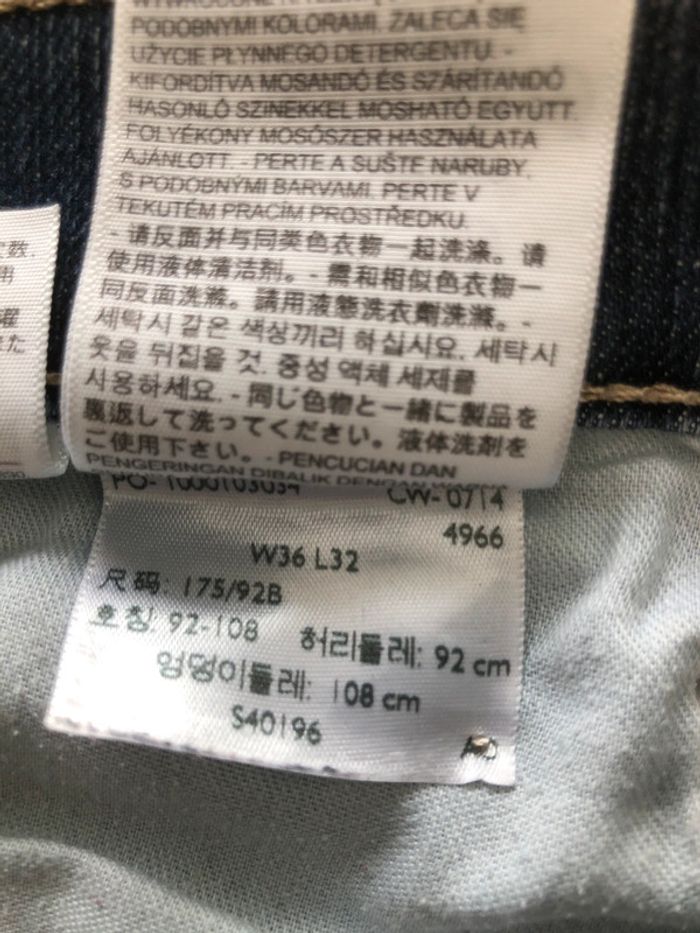 PODOBNYMI KOLORAMI. ZALECA SIĘ
UŻYCIE PŁYNNEGO DETERGENTU. -
KIFORDÍTVA MOSANDÓ ÉS SZÁRÍTANDÓ
HASONLÓ SZINEKKEL MOSHATÓ EGYÜTT.
FOLYÉKONY MOSÓSZER HASZNÁLATA
AJÁNLOTT. - PERTE A SUŠTE NARUBY.
S PODOBNÝMI BARVAMI. PERTE V
TEKUTÉM PRACÍM PROSTŘEDKU.
- 请反面并与同类色衣物一起洗涤。请
使用液体清洁剂。- 需和相似色衣物一
同反面洗滌。請用液態洗衣劑洗滌。-
세탁시 같은 색상끼리 하십시요. 세탁시
옷을 뒤집을 것. 중성 액체 세제를
사용하세요. - 同じ色物と一緒に製品を
裏返して洗ってください。液体洗剤を
ご使用下さい。- PENCUCIAN DAN
PENGERINGAN DIBALIK DENGAN
PO- 1000103034 CW- 0714
4966
W36 L32
尺码: 175/92B
호칭: 92-108 허리둘레: 92 cm
엉덩이둘레: 108 cm
S40196